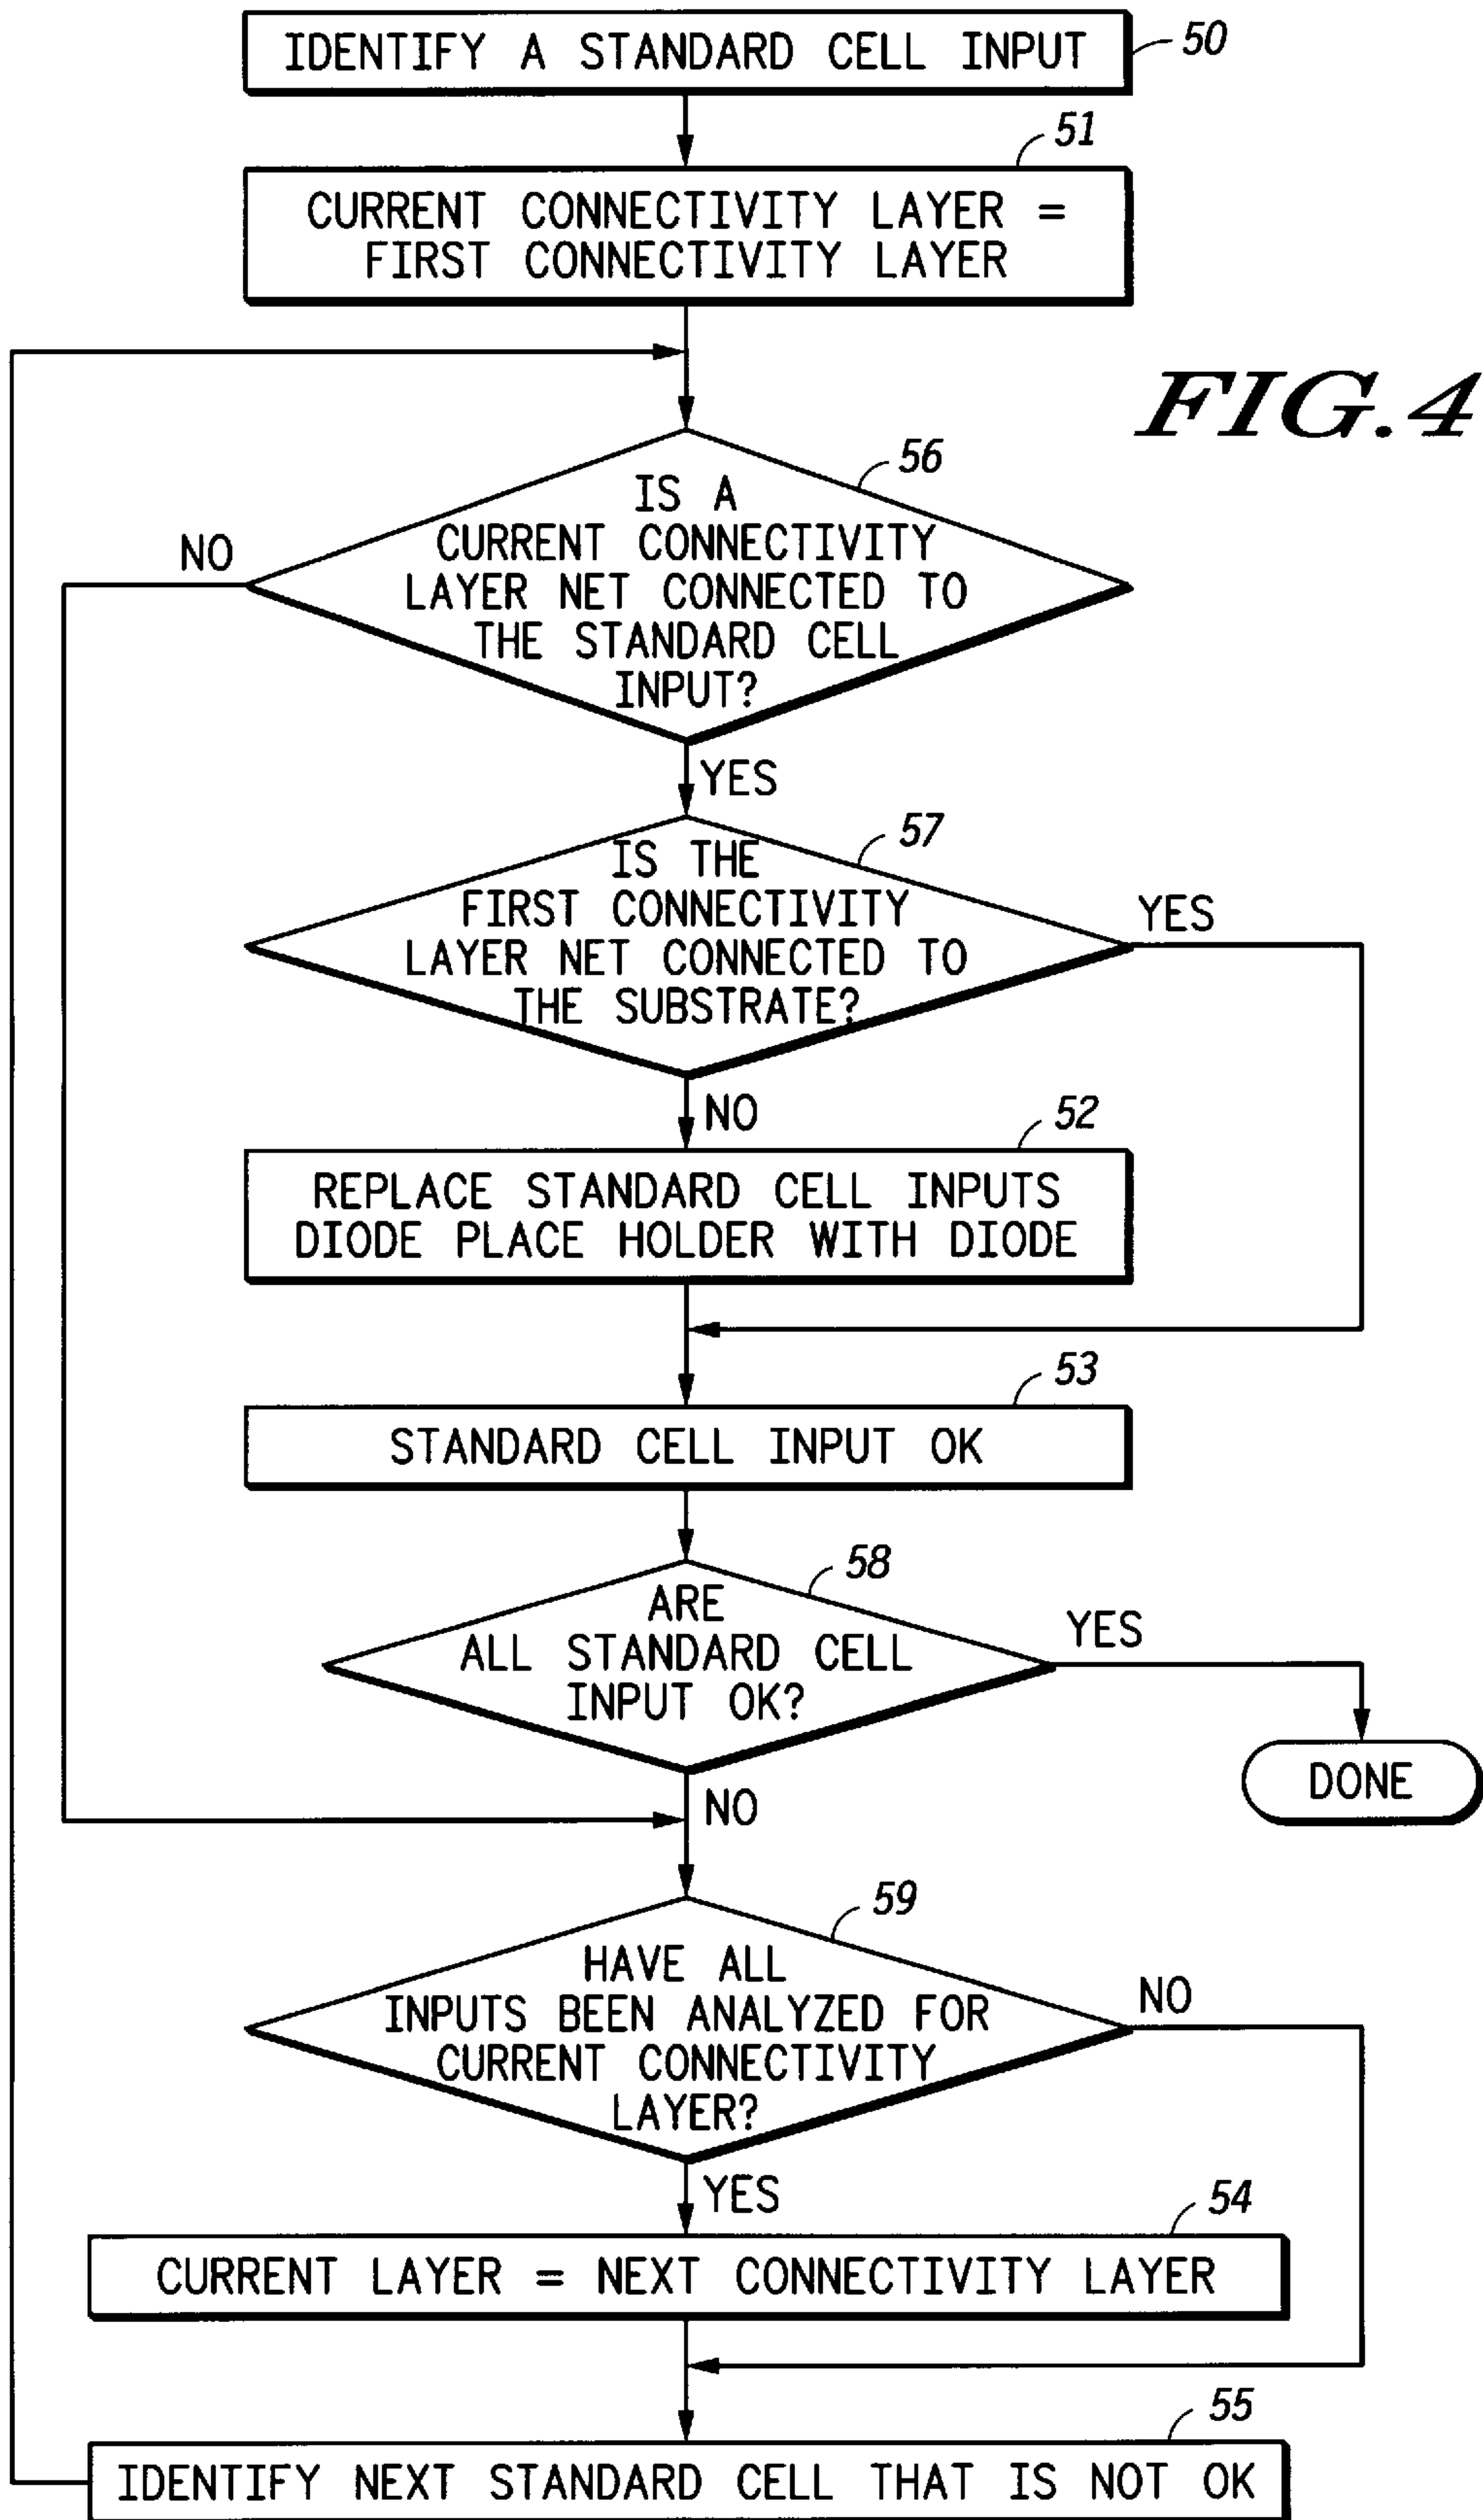 IDENTIFY A STANDARD CELL INPUT
50
51
CURRENT CONNECTIVITY LAYER =
FIRST CONNECTIVITY LAYER
FIG.4
56
IS A
CURRENT CONNECTIVITY
LAYER NET CONNECTED TO
THE STANDARD CELL
INPUT?
NO
YES
57
IS THE
FIRST CONNECTIVITY
LAYER NET CONNECTED TO
THE SUBSTRATE?
YES
NO
52
REPLACE STANDARD CELL INPUTS
DIODE PLACE HOLDER WITH DIODE
53
STANDARD CELL INPUT OK
58
ARE
ALL STANDARD CELL
INPUT OK?
YES
DONE
NO
59
HAVE ALL
INPUTS BEEN ANALYZED FOR
CURRENT CONNECTIVITY
LAYER?
NO
YES
54
CURRENT LAYER = NEXT CONNECTIVITY LAYER
55
IDENTIFY NEXT STANDARD CELL THAT IS NOT OK